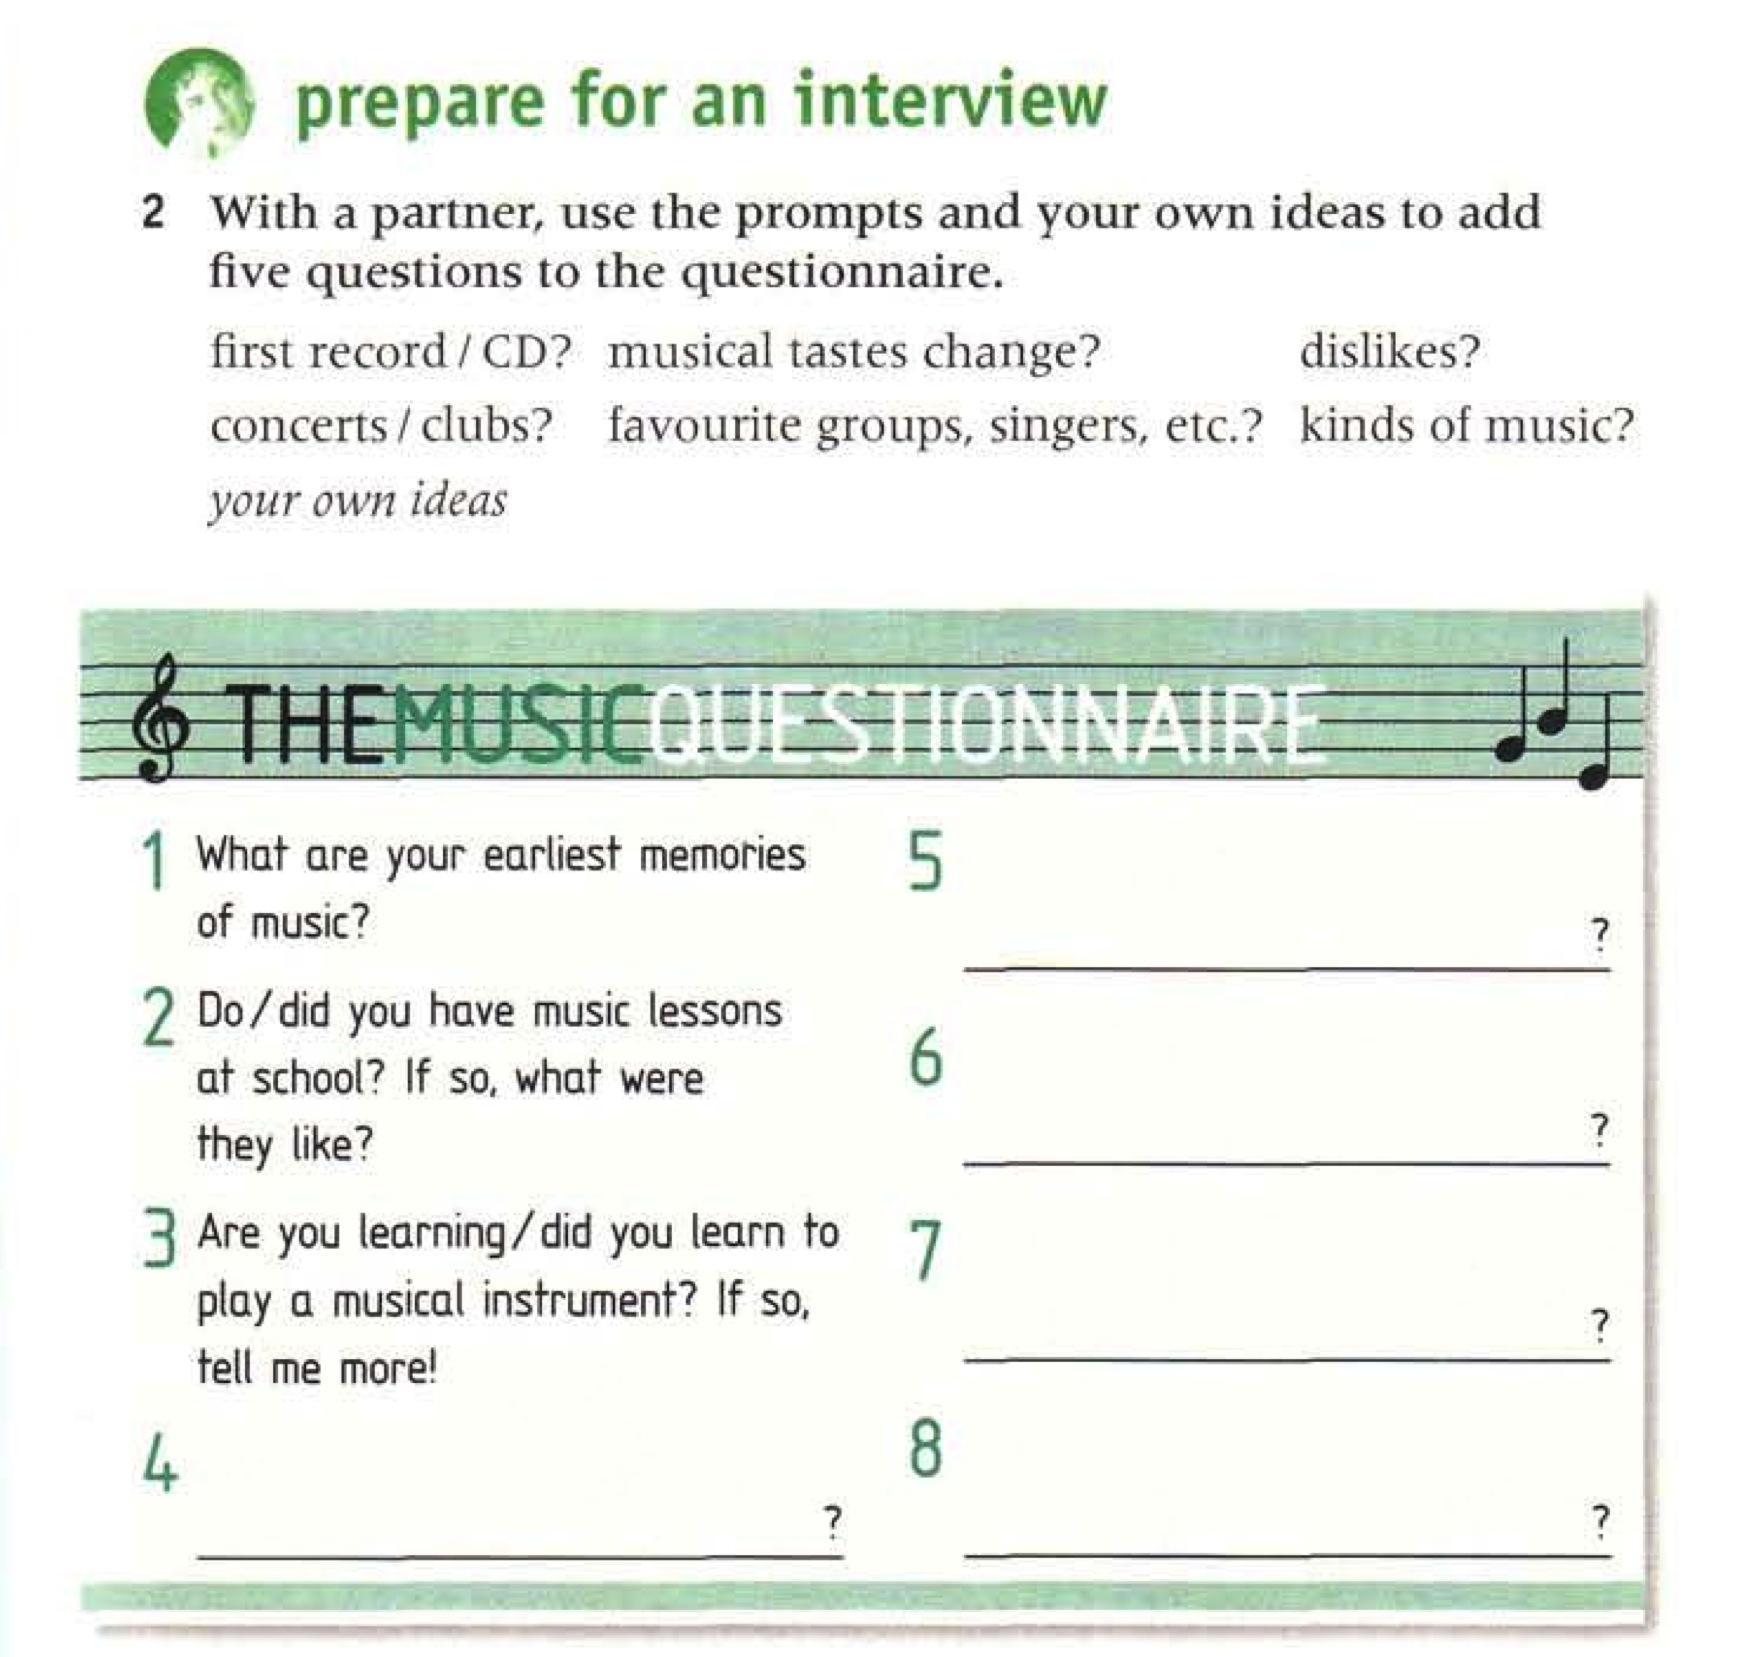 prepare for an interview
2 With a partner, use the prompts and your own ideas to add
five questions to the questionnaire.
first record / CD? musical tastes change? dislikes?
concerts / clubs? favourite groups, singers, etc.? kinds of music?
your own ideas
THEMUSICQUESTIONNAIRE
1 What are your earliest memories
of music?
2 Do/did you have music lessons
at school? If so, what were
they like?
3 Are you learning/did you learn to
play a musical instrument? If so,
tell me more!
4
?
5
?
6
?
7
?
8
?